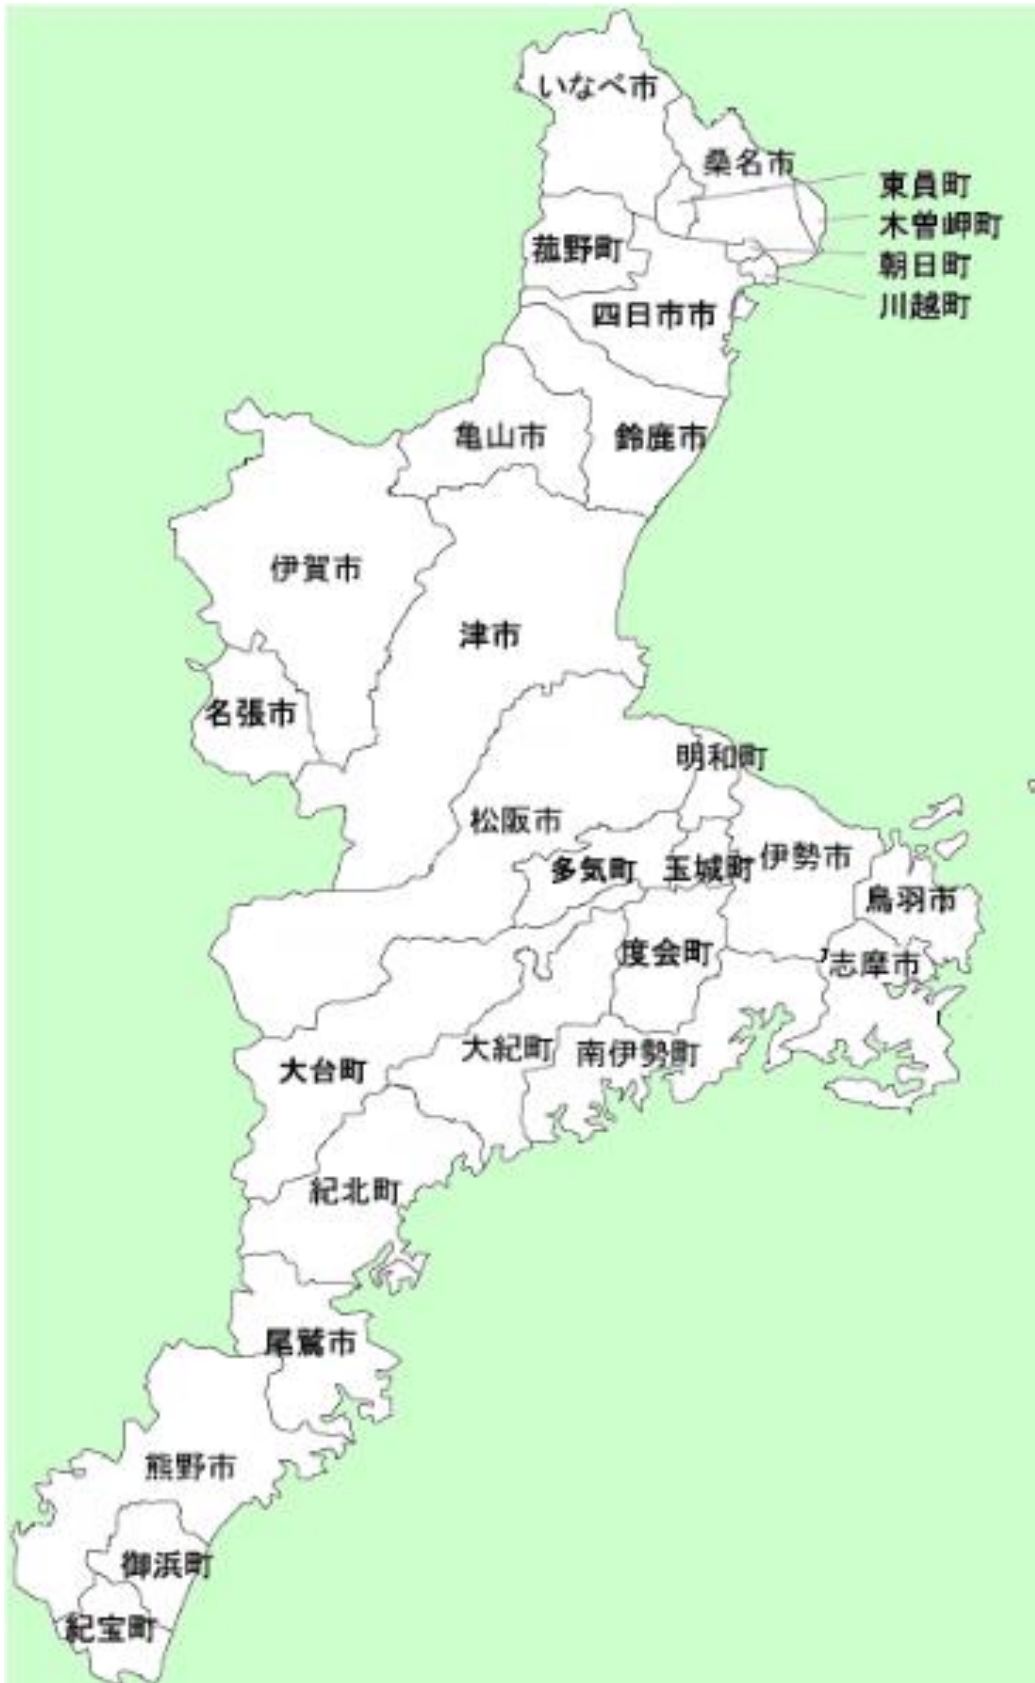 いなべ市
桑名市
東員町
木曽岬町
朝日町
川越町
菰野町
四日市市
亀山市
鈴鹿市
伊賀市
津市
名張市
明和町
松阪市
多気町
玉城町
伊勢市
鳥羽市
度会町
志摩市
大台町
大紀町
南伊勢町
紀北町
尾鷲市
熊野市
御浜町
紀宝町